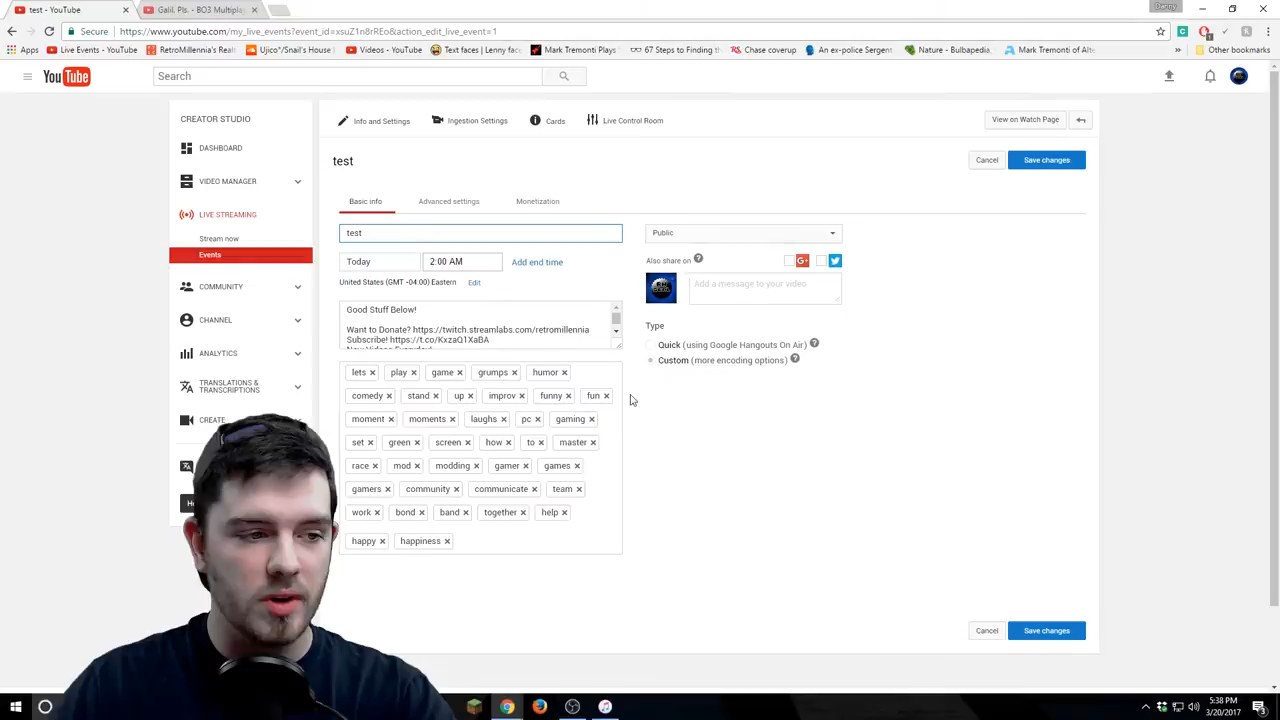 test - YouTube
Galil. Pls. - BO3 Multiplay
Denny
Secure
https://www.youtube.com/my_live_events?event_id=xsuZ1n8rREo&action_edit_live_event=1
Apps
Live Events - YouTube
RetroMillennia's Rea
Ujico*/Snail's House
Videos - YouTube
Text faces | Lenny fac
Mark Tremonti Plays
67 Steps to Finding th
Chase coverup
An ex-police Sergent
Nature - Bulbapedia,
Mark Tremonti of Alte
»
Other bookmarks
YouTube
Search
CREATOR STUDIO
DASHBOARD
VIDEO MANAGER
LIVE STREAMING
Stream now
Events
COMMUNITY
CHANNEL
ANALYTICS
TRANSLATIONS &
TRANSCRIPTIONS
CREATE
He
Info and Settings
Ingestion Settings
Cards
Live Control Room
View on Watch Page
test
Cancel
Save changes
Basic info
Advanced settings
Monetization
test
Today
2:00 AM
Add end time
United States (GMT -04:00) Eastern
Edit
Good Stuff Below!
Want to Donate? https://twitch.streamlabs.com/retromillennia
Subscribe! https://t.co/KxzaQ1XaBA
lets × play × game × grumps × humor ×
comedy × stand × up × improv × funny × fun ×
moment × moments × laughs × pc × gaming ×
set × green × screen × how × to × master ×
race × mod × modding × gamer × games ×
gamers × community × communicate × team ×
work × bond × band × together × help ×
happy × happiness ×
Public
Also share on ?
G+
Add a message to your video
Type
Quick (using Google Hangouts On Air) ?
Custom (more encoding options) ?
Cancel
Save changes
5:38 PM
3/20/2017